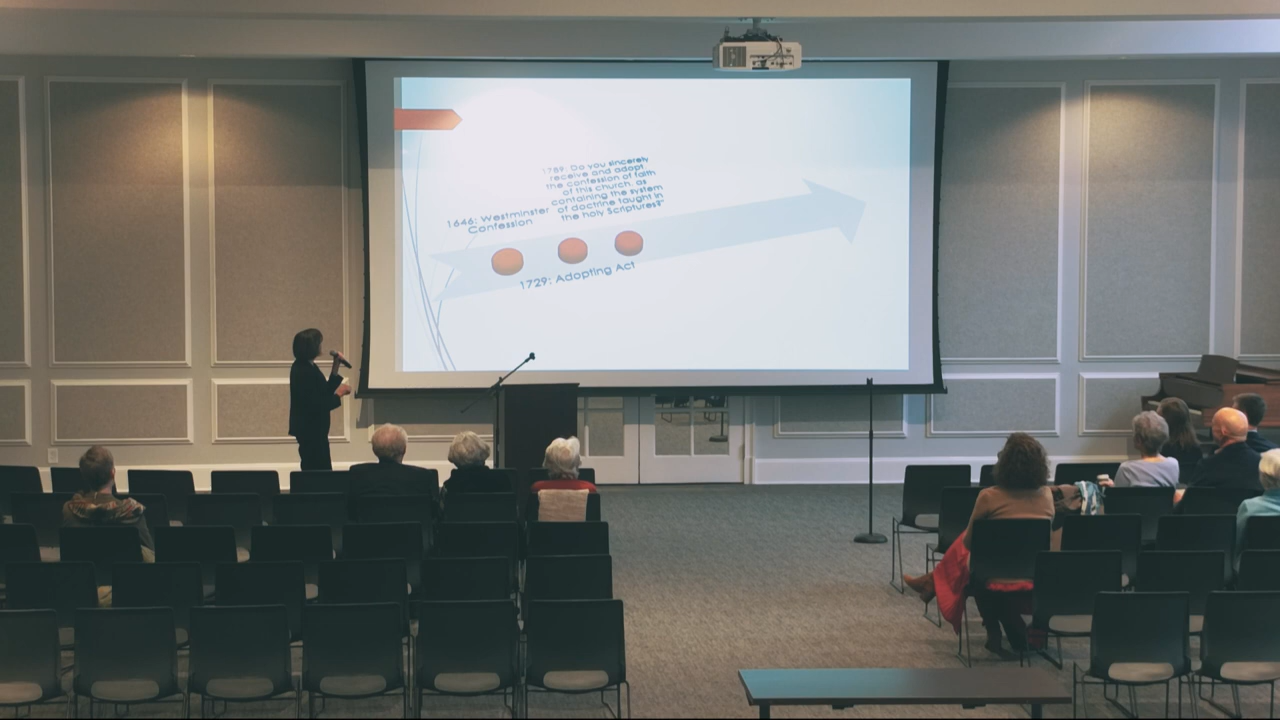 1789: Do you sincerely
receive and adopt
the confession of faith
of this church, as
containing the system
of doctrine taught in
the holy Scriptures?"
1646: Westminster
Confession
1729: Adopting Act